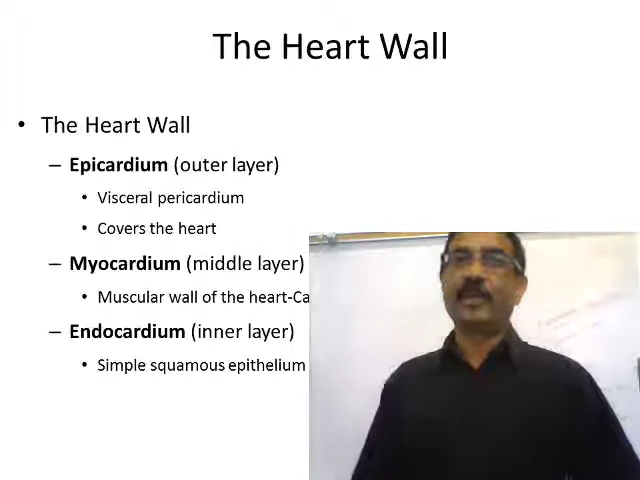 The Heart Wall
• The Heart Wall
– Epicardium (outer layer)
• Visceral pericardium
• Covers the heart
– Myocardium (middle layer)
• Muscular wall of the heart-Ca
– Endocardium (inner layer)
• Simple squamous epithelium